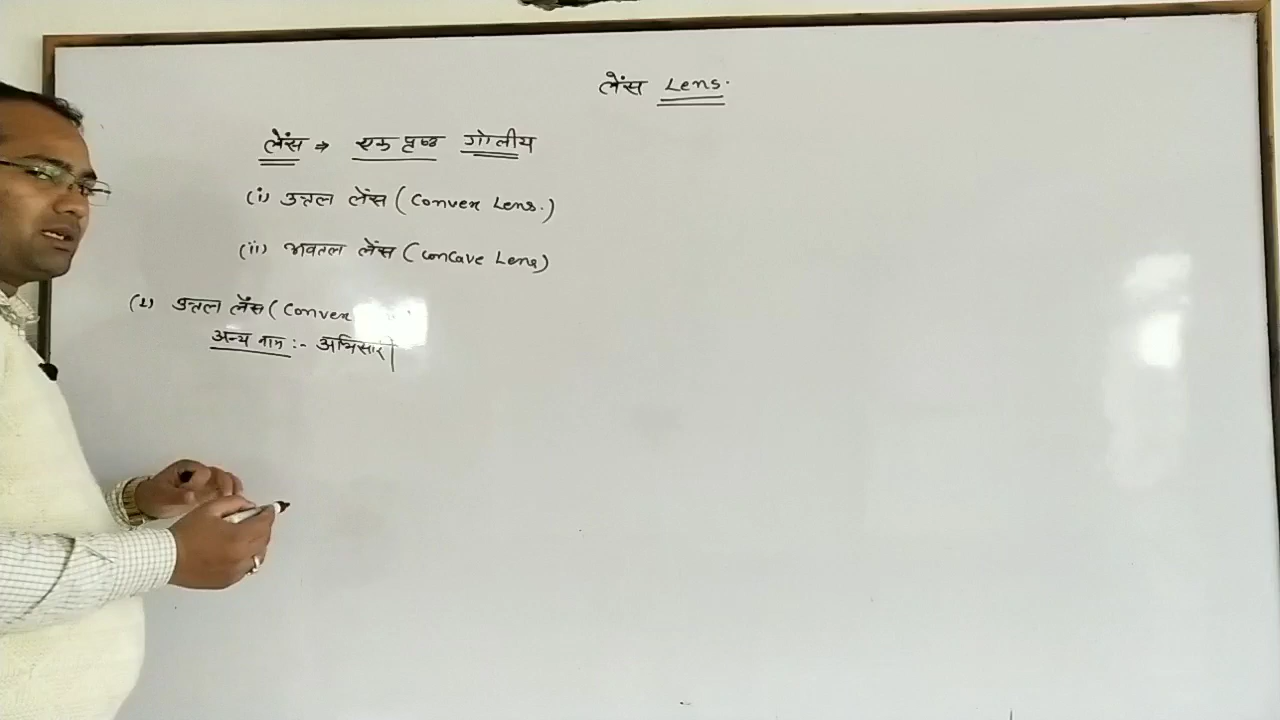 लेंस Lens.
लेंस → एक पृष्ठ गोलीय
(i) उत्तल लेंस (Convex Lens.)
(ii) अवतल लेंस (Concave Lens)
(1) उत्तल लेंस (Convex
अन्य नाम :- अभिसारी